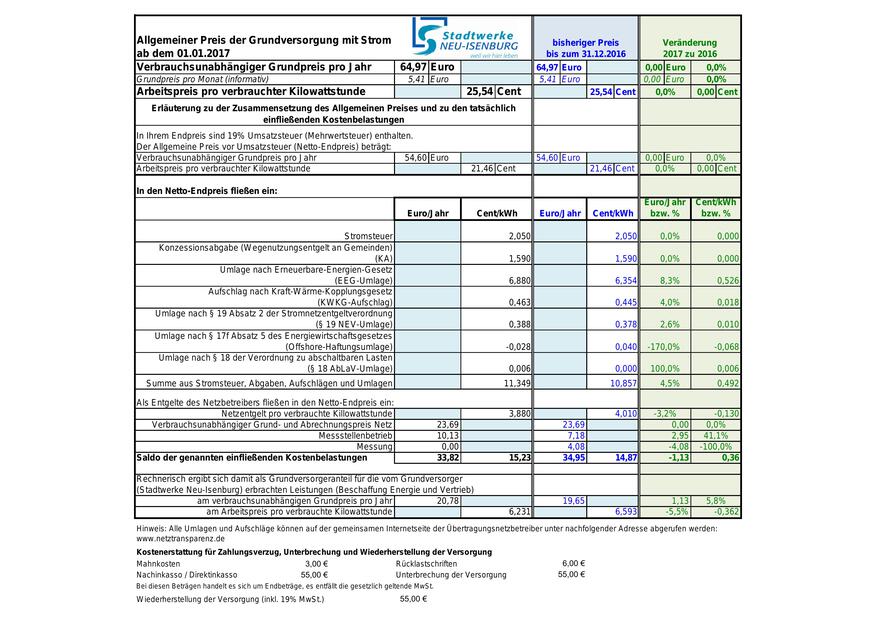 Stadtwerke
NEU-ISENBURG
weil wir hier leben
Allgemeiner Preis der Grundversorgung mit Strom
ab dem 01.01.2017
bisheriger Preis
bis zum 31.12.2016
Veränderung
2017 zu 2016
Verbrauchsunabhängiger Grundpreis pro Jahr 64,97 Euro 64,97 Euro 0,00 Euro 0,0%
Grundpreis pro Monat (informativ) 5,41 Euro 5,41 Euro 0,00 Euro 0,0%
Arbeitspreis pro verbrauchter Kilowattstunde 25,54 Cent 25,54 Cent 0,0% 0,00 Cent
Erläuterung zu der Zusammensetzung des Allgemeinen Preises und zu den tatsächlich
einfließenden Kostenbelastungen
In Ihrem Endpreis sind 19% Umsatzsteuer (Mehrwertsteuer) enthalten.
Der Allgemeine Preis vor Umsatzsteuer (Netto-Endpreis) beträgt:
Verbrauchsunabhängiger Grundpreis pro Jahr 54,60 Euro 54,60 Euro 0,00 Euro 0,0%
Arbeitspreis pro verbrauchter Kilowattstunde 21,46 Cent 21,46 Cent 0,0% 0,00 Cent
In den Netto-Endpreis fließen ein:
Euro/Jahr Cent/kWh Euro/Jahr Cent/kWh Euro/Jahr bzw. % Cent/kWh bzw. %
Stromsteuer 2,050 2,050 0,0% 0,000
Konzessionsabgabe (Wegenutzungsentgelt an Gemeinden)
(KA) 1,590 1,590 0,0% 0,000
Umlage nach Erneuerbare-Energien-Gesetz
(EEG-Umlage) 6,880 6,354 8,3% 0,526
Aufschlag nach Kraft-Wärme-Kopplungsgesetz
(KWKG-Aufschlag) 0,463 0,445 4,0% 0,018
Umlage nach § 19 Absatz 2 der Stromnetzentgeltverordnung
(§ 19 NEV-Umlage) 0,388 0,378 2,6% 0,010
Umlage nach § 17f Absatz 5 des Energiewirtschaftsgesetzes
(Offshore-Haftungsumlage) -0,028 0,040 -170,0% -0,068
Umlage nach § 18 der Verordnung zu abschaltbaren Lasten
(§ 18 AbLaV-Umlage) 0,006 0,000 100,0% 0,006
Summe aus Stromsteuer, Abgaben, Aufschlägen und Umlagen 11,349 10,857 4,5% 0,492
Als Entgelte des Netzbetreibers fließen in den Netto-Endpreis ein:
Netzentgelt pro verbrauchte Killowattstunde 3,880 4,010 -3,2% -0,130
Verbrauchsunabhängiger Grund- und Abrechnungspreis Netz 23,69 23,69 0,00 0,0%
Messstellenbetrieb 10,13 7,18 2,95 41,1%
Messung 0,00 4,08 -4,08 -100,0%
Saldo der genannten einfließenden Kostenbelastungen 33,82 15,23 34,95 14,87 -1,13 0,36
Rechnerisch ergibt sich damit als Grundversorgeranteil für die vom Grundversorger
(Stadtwerke Neu-Isenburg) erbrachten Leistungen (Beschaffung Energie und Vertrieb)
am verbrauchsunabhängigen Grundpreis pro Jahr 20,78 19,65 1,13 5,8%
am Arbeitspreis pro verbrauchte Kilowattstunde 6,231 6,593 -5,5% -0,362
Hinweis: Alle Umlagen und Aufschläge können auf der gemeinsamen Internetseite der Übertragungsnetzbetreiber unter nachfolgender Adresse abgerufen werden:
www.netztransparenz.de
Kostenerstattung für Zahlungsverzug, Unterbrechung und Wiederherstellung der Versorgung
Mahnkosten 3,00 € Rücklastschriften 6,00 €
Nachinkasso / Direktinkasso 55,00 € Unterbrechung der Versorgung 55,00 €
Bei diesen Beträgen handelt es sich um Endbeträge, es entfällt die gesetzlich geltende MwSt.
Wiederherstellung der Versorgung (inkl. 19% MwSt.) 55,00 €